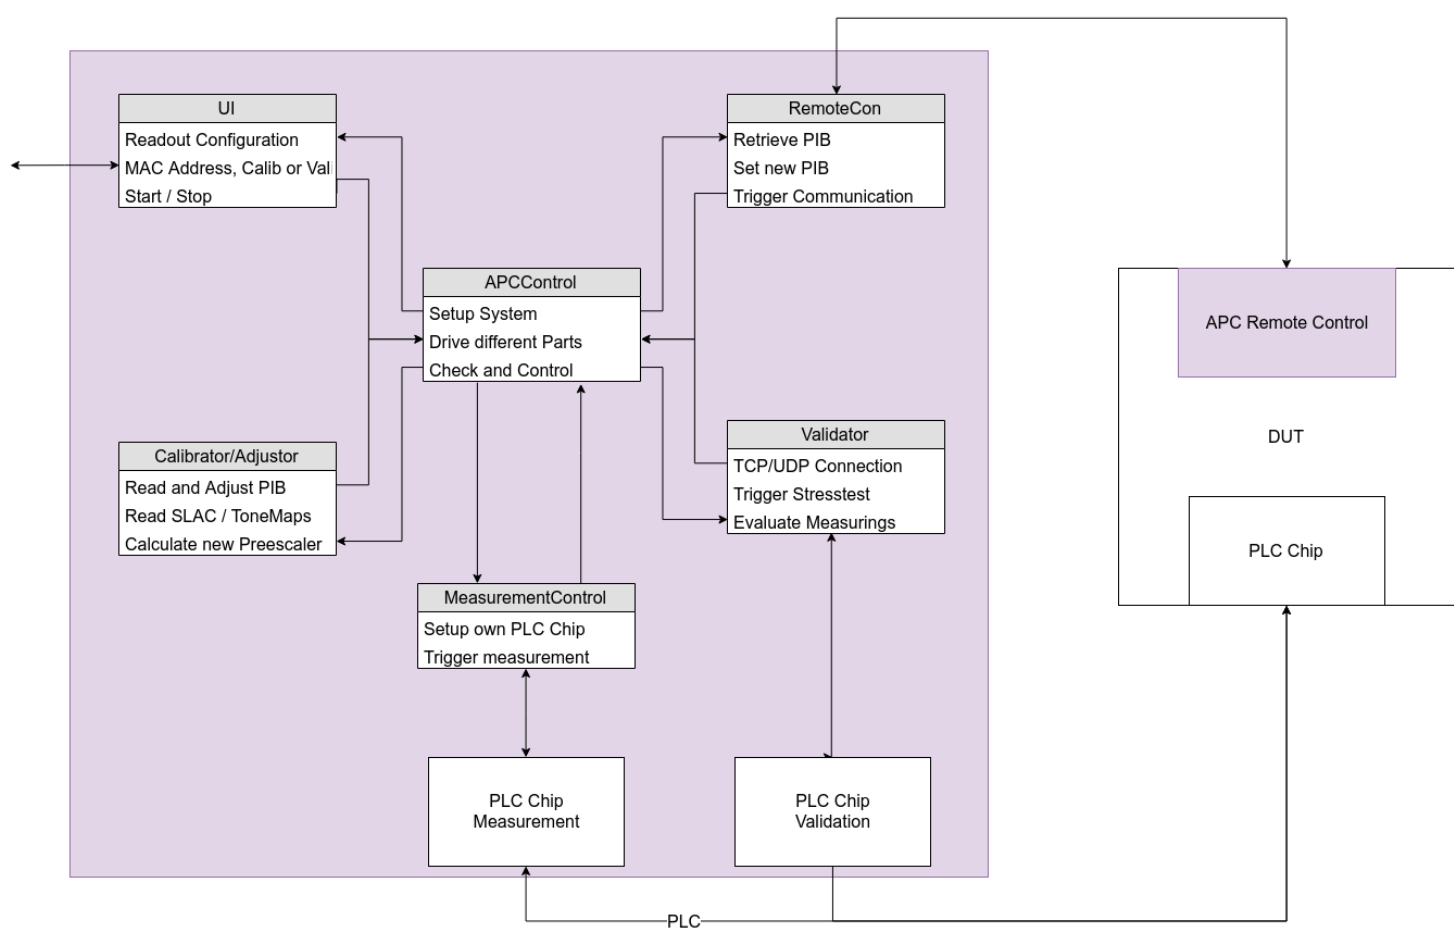 UI
Readout Configuration
MAC Address, Calib or Vali
Start / Stop
RemoteCon
Retrieve PIB
Set new PIB
Trigger Communication
APCControl
Setup System
Drive different Parts
Check and Control
APC Remote Control
DUT
PLC Chip
Calibrator/Adjustor
Read and Adjust PIB
Read SLAC / ToneMaps
Calculate new Preescaler
Validator
TCP/UDP Connection
Trigger Stresstest
Evaluate Measurings
MeasurementControl
Setup own PLC Chip
Trigger measurement
PLC Chip
Measurement
PLC Chip
Validation
PLC